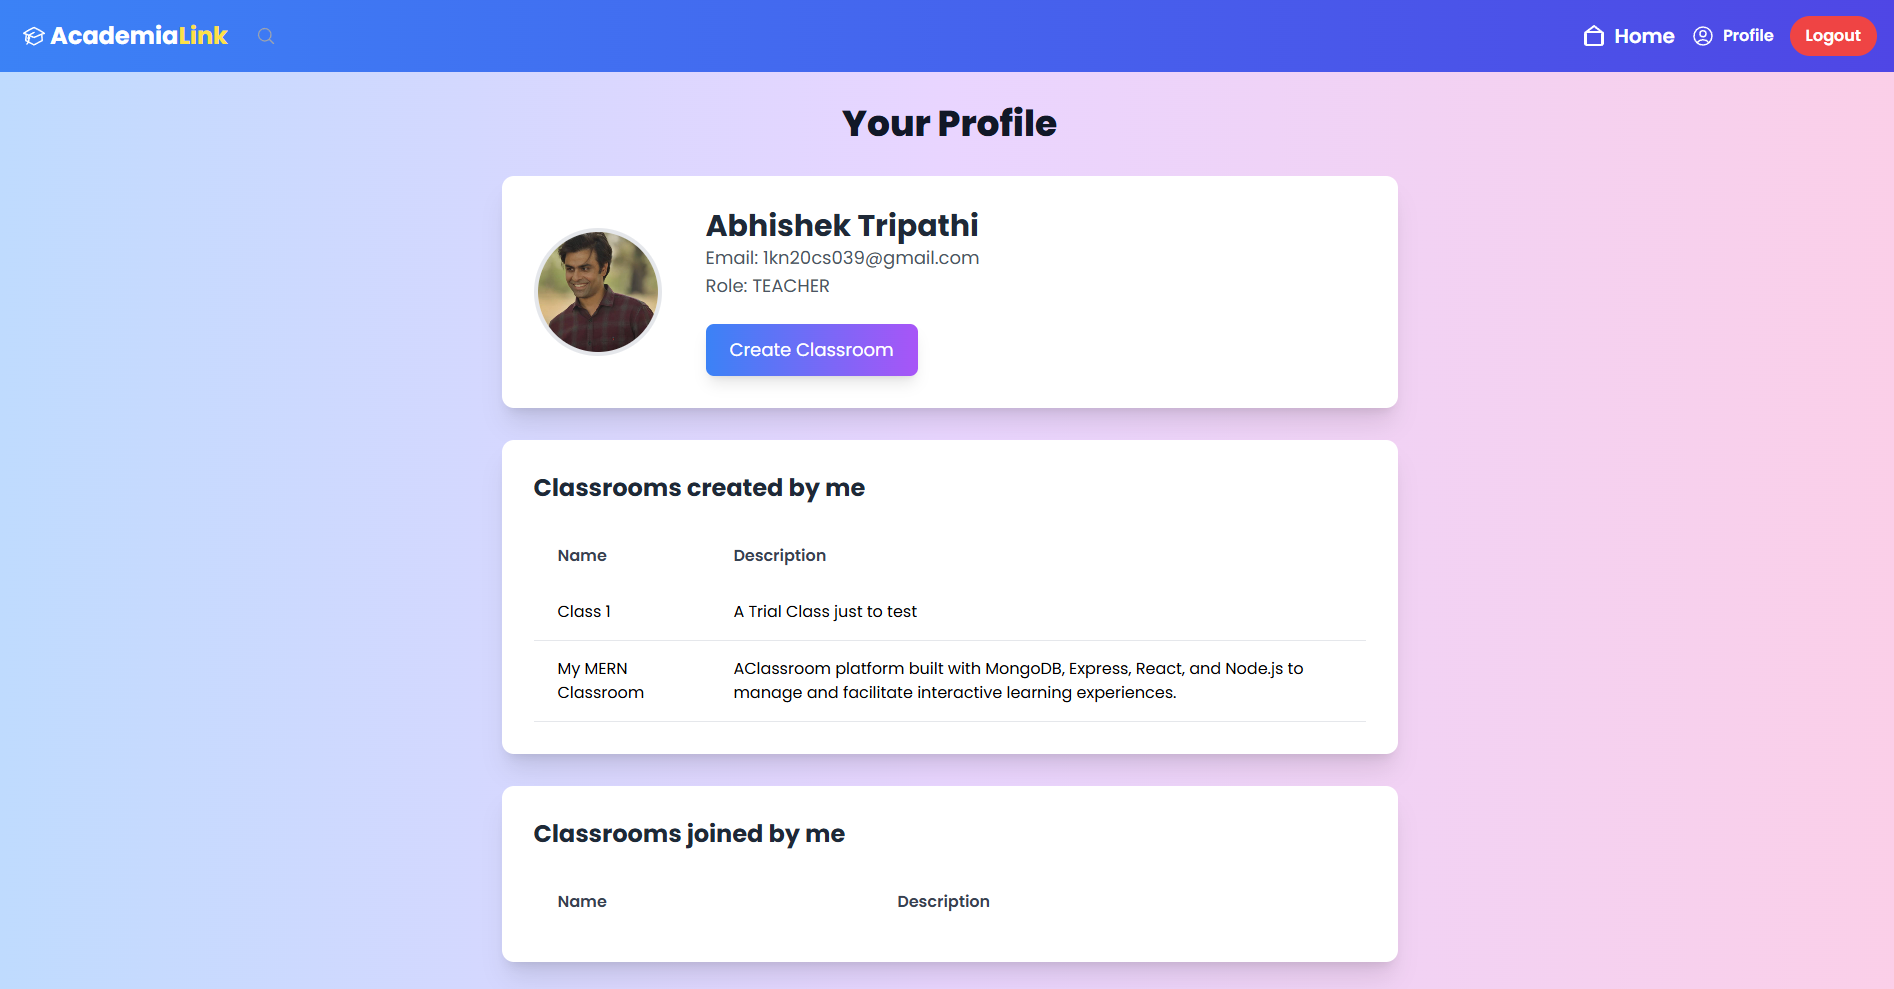 AcademiaLink
Home
Profile
Logout
Your Profile
Abhishek Tripathi
Email: 1kn20cs039@gmail.com
Role: TEACHER
Create Classroom
Classrooms created by me
Name Description
Class 1 A Trial Class just to test
My MERN
Classroom
AClassroom platform built with MongoDB, Express, React, and Node.js to
manage and facilitate interactive learning experiences.
Classrooms joined by me
Name Description